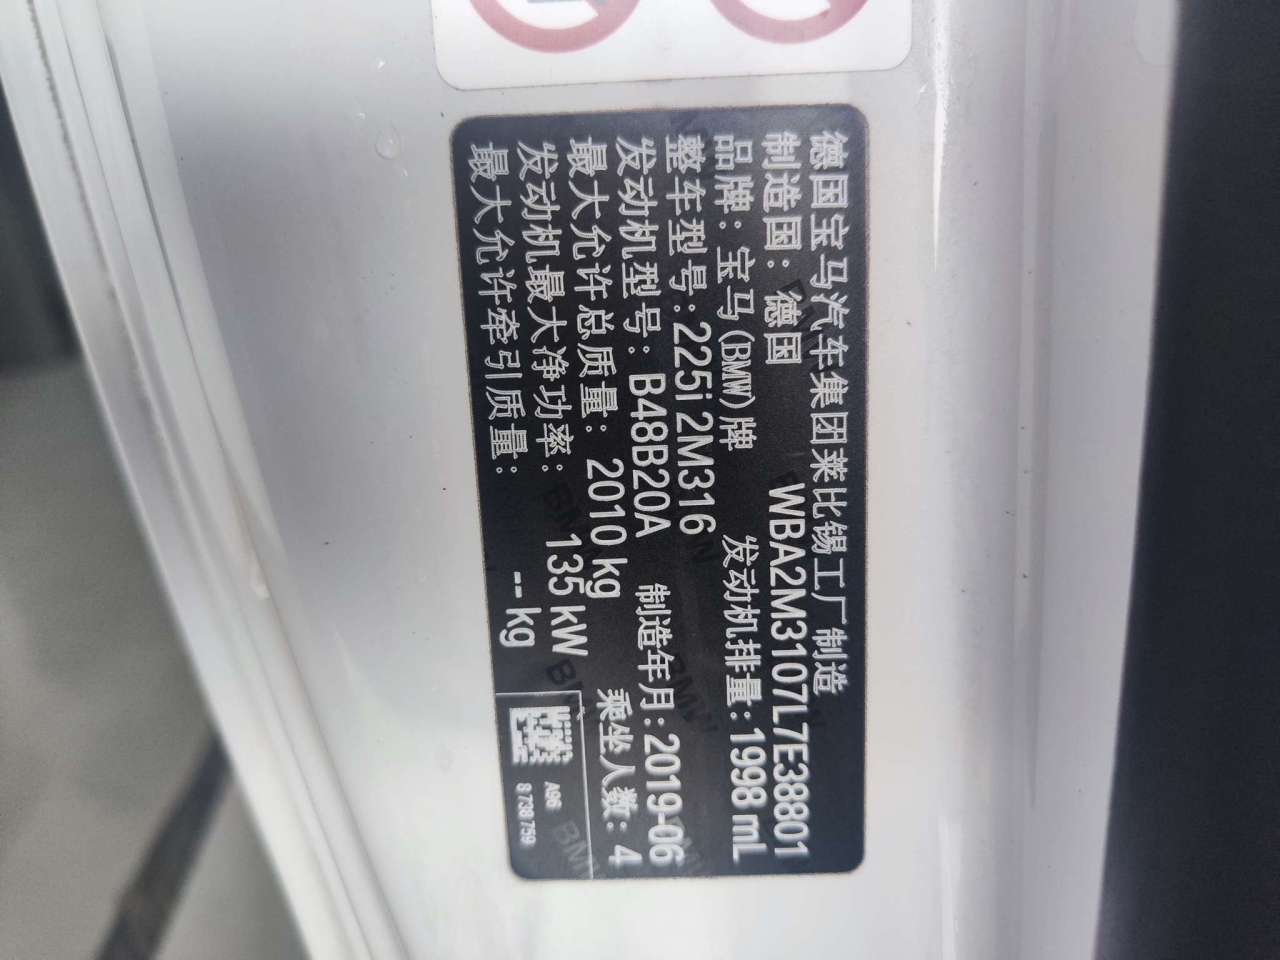 德国宝马汽车集团莱比锡工厂制造
制造国：德国 WBA2M3107L7E38801
品牌：宝马(BMW)牌 发动机排量：1998 mL
整车型号：225i 2M316
发动机型号：B48B20A 制造年月：2019-06
最大允许总质量：2010 kg 乘坐人数：4
发动机最大净功率：135 kW
最大允许牵引质量： -- kg
A96
8 738 759